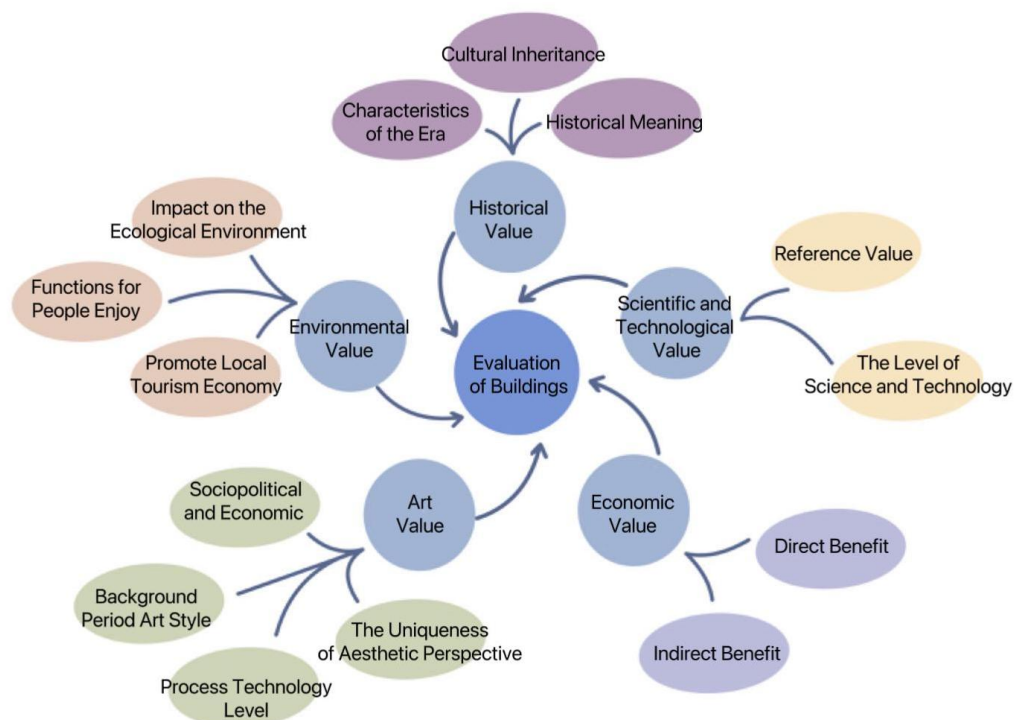 Cultural Inheritance
Characteristics
of the Era
Historical Meaning
Historical
Value
Impact on the
Ecological Environment
Functions for
People Enjoy
Promote Local
Tourism Economy
Environmental
Value
Reference Value
Scientific and
Technological
Value
The Level of
Science and Technology
Evaluation
of Buildings
Sociopolitical
and Economic
Art
Value
Economic
Value
Direct Benefit
Background
Period Art Style
The Uniqueness
of Aesthetic Perspective
Indirect Benefit
Process Technology
Level